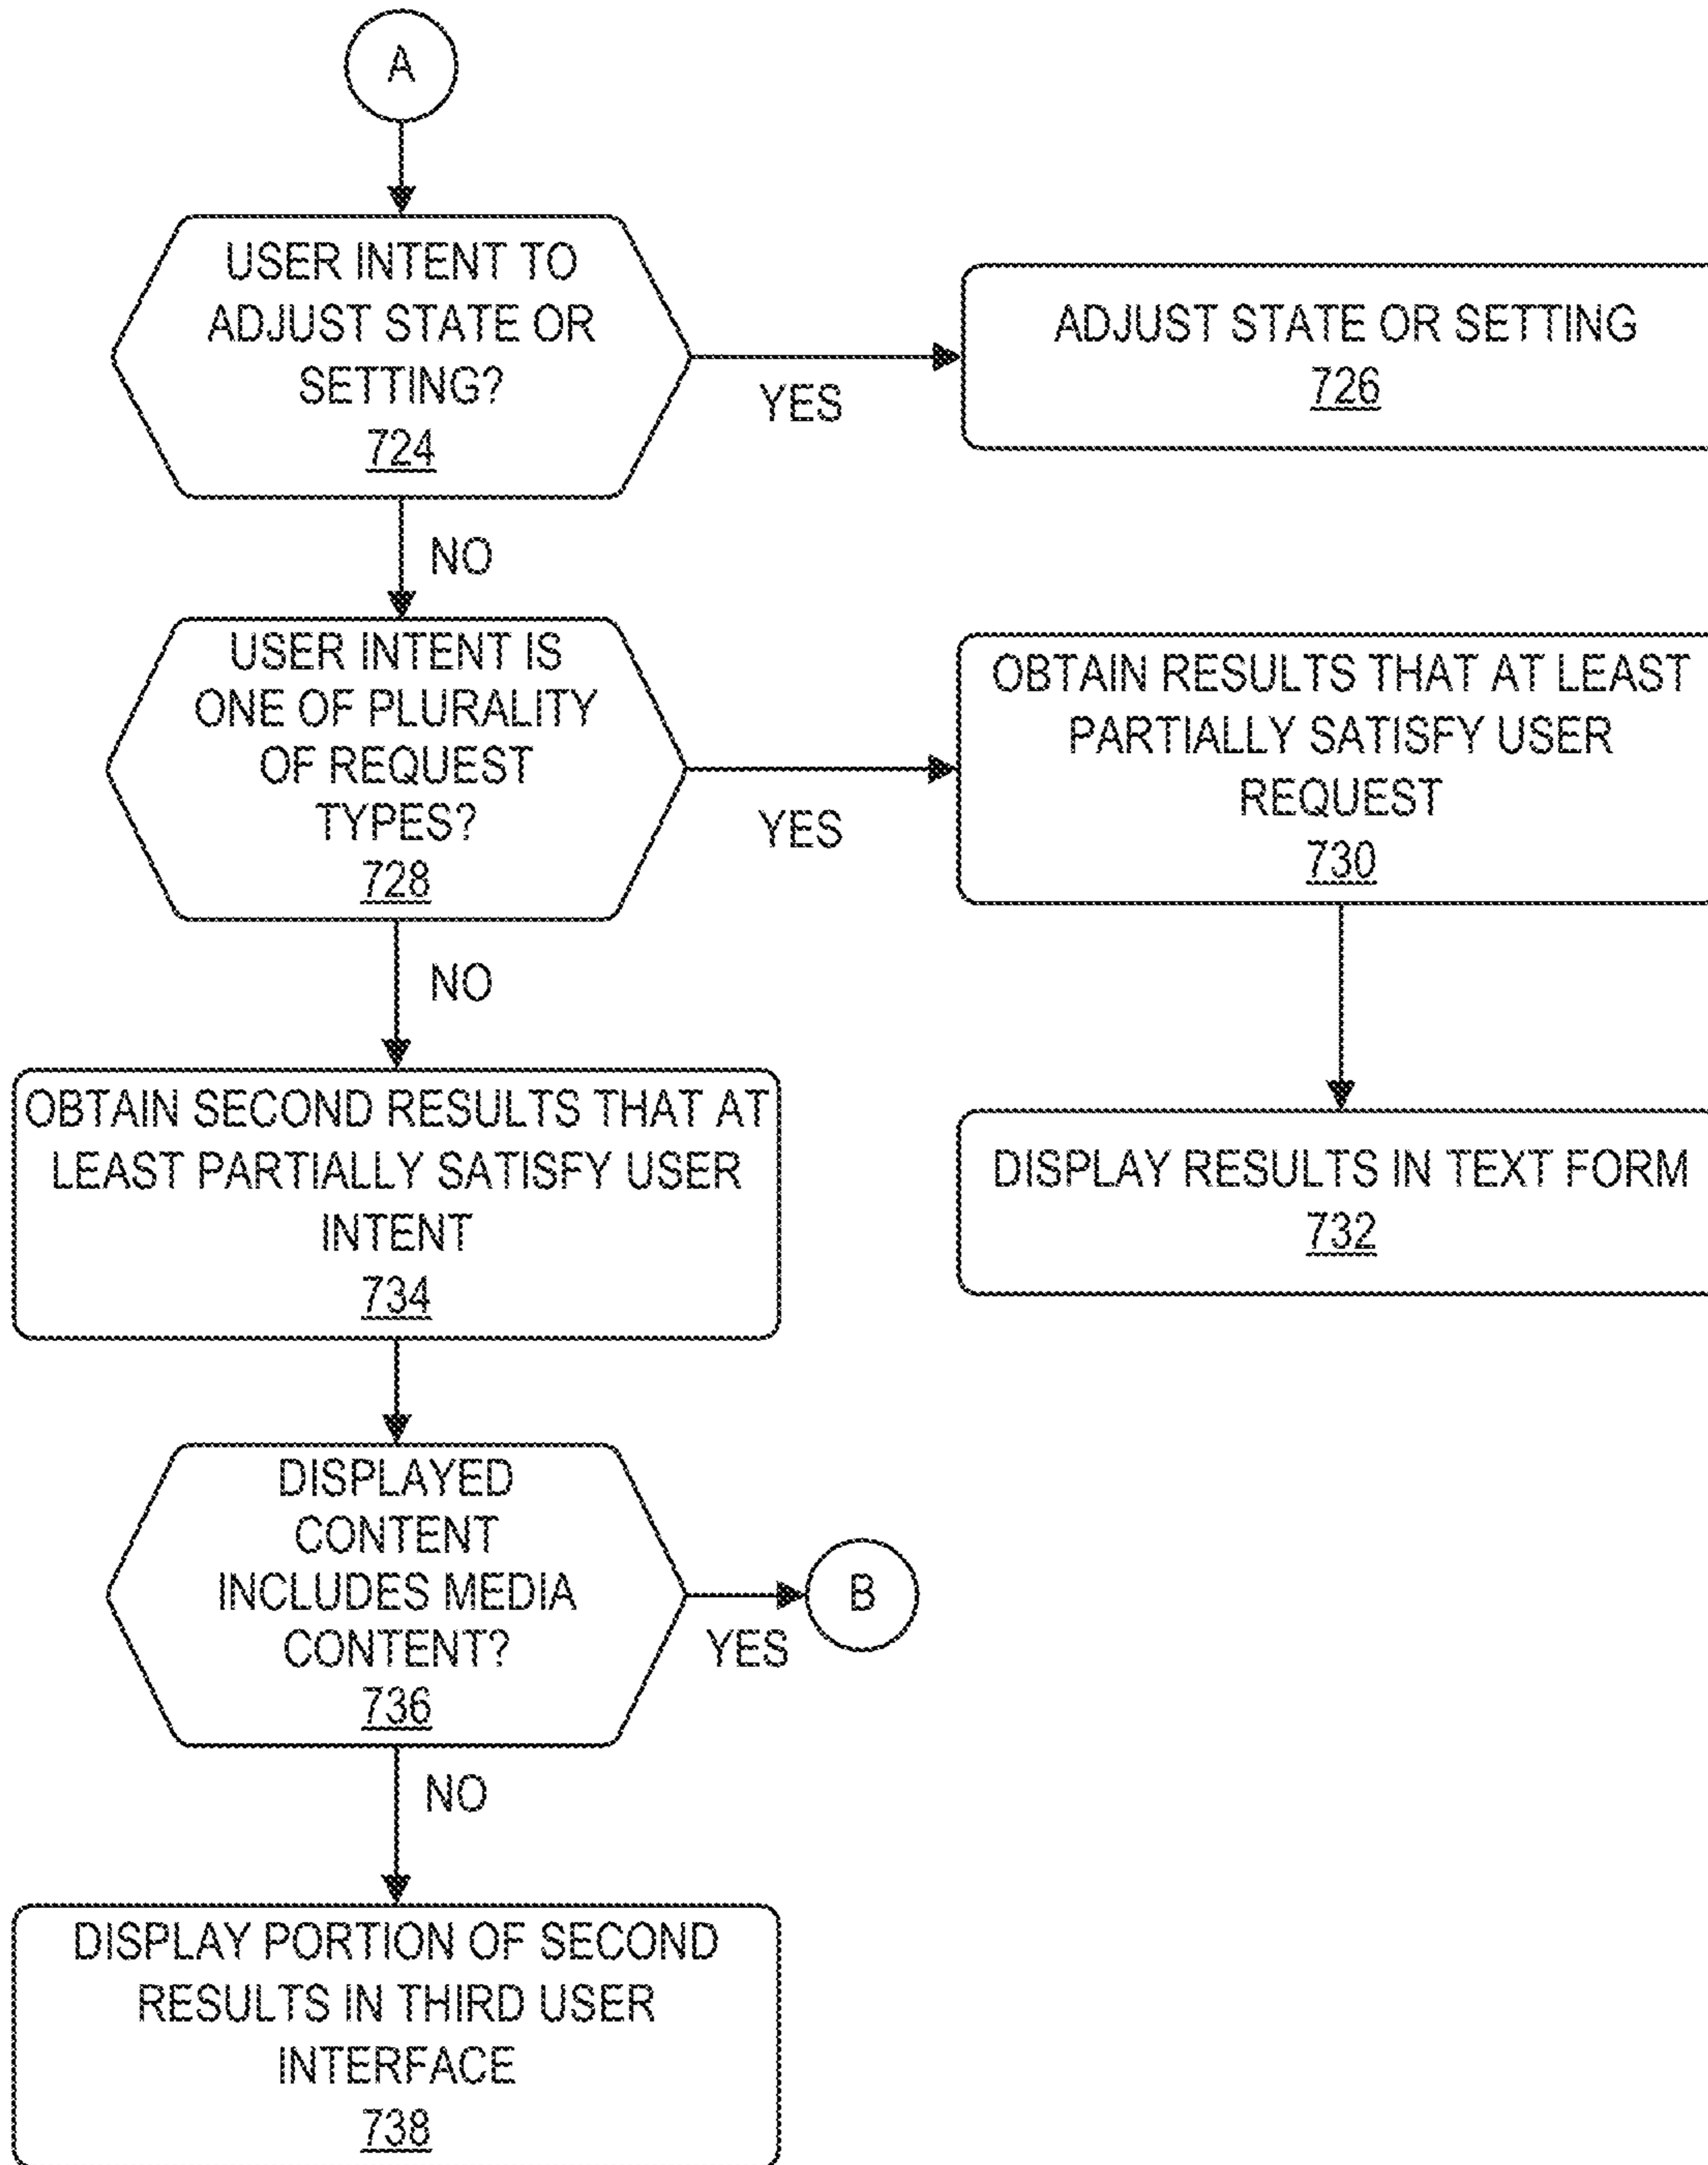 A
USER INTENT TO
ADJUST STATE OR
SETTING?
724
YES
ADJUST STATE OR SETTING
726
NO
USER INTENT IS
ONE OF PLURALITY
OF REQUEST
TYPES?
728
YES
OBTAIN RESULTS THAT AT LEAST
PARTIALLY SATISFY USER
REQUEST
730
NO
DISPLAY RESULTS IN TEXT FORM
732
OBTAIN SECOND RESULTS THAT AT
LEAST PARTIALLY SATISFY USER
INTENT
734
DISPLAYED
CONTENT
INCLUDES MEDIA
CONTENT?
736
YES
B
NO
DISPLAY PORTION OF SECOND
RESULTS IN THIRD USER
INTERFACE
738